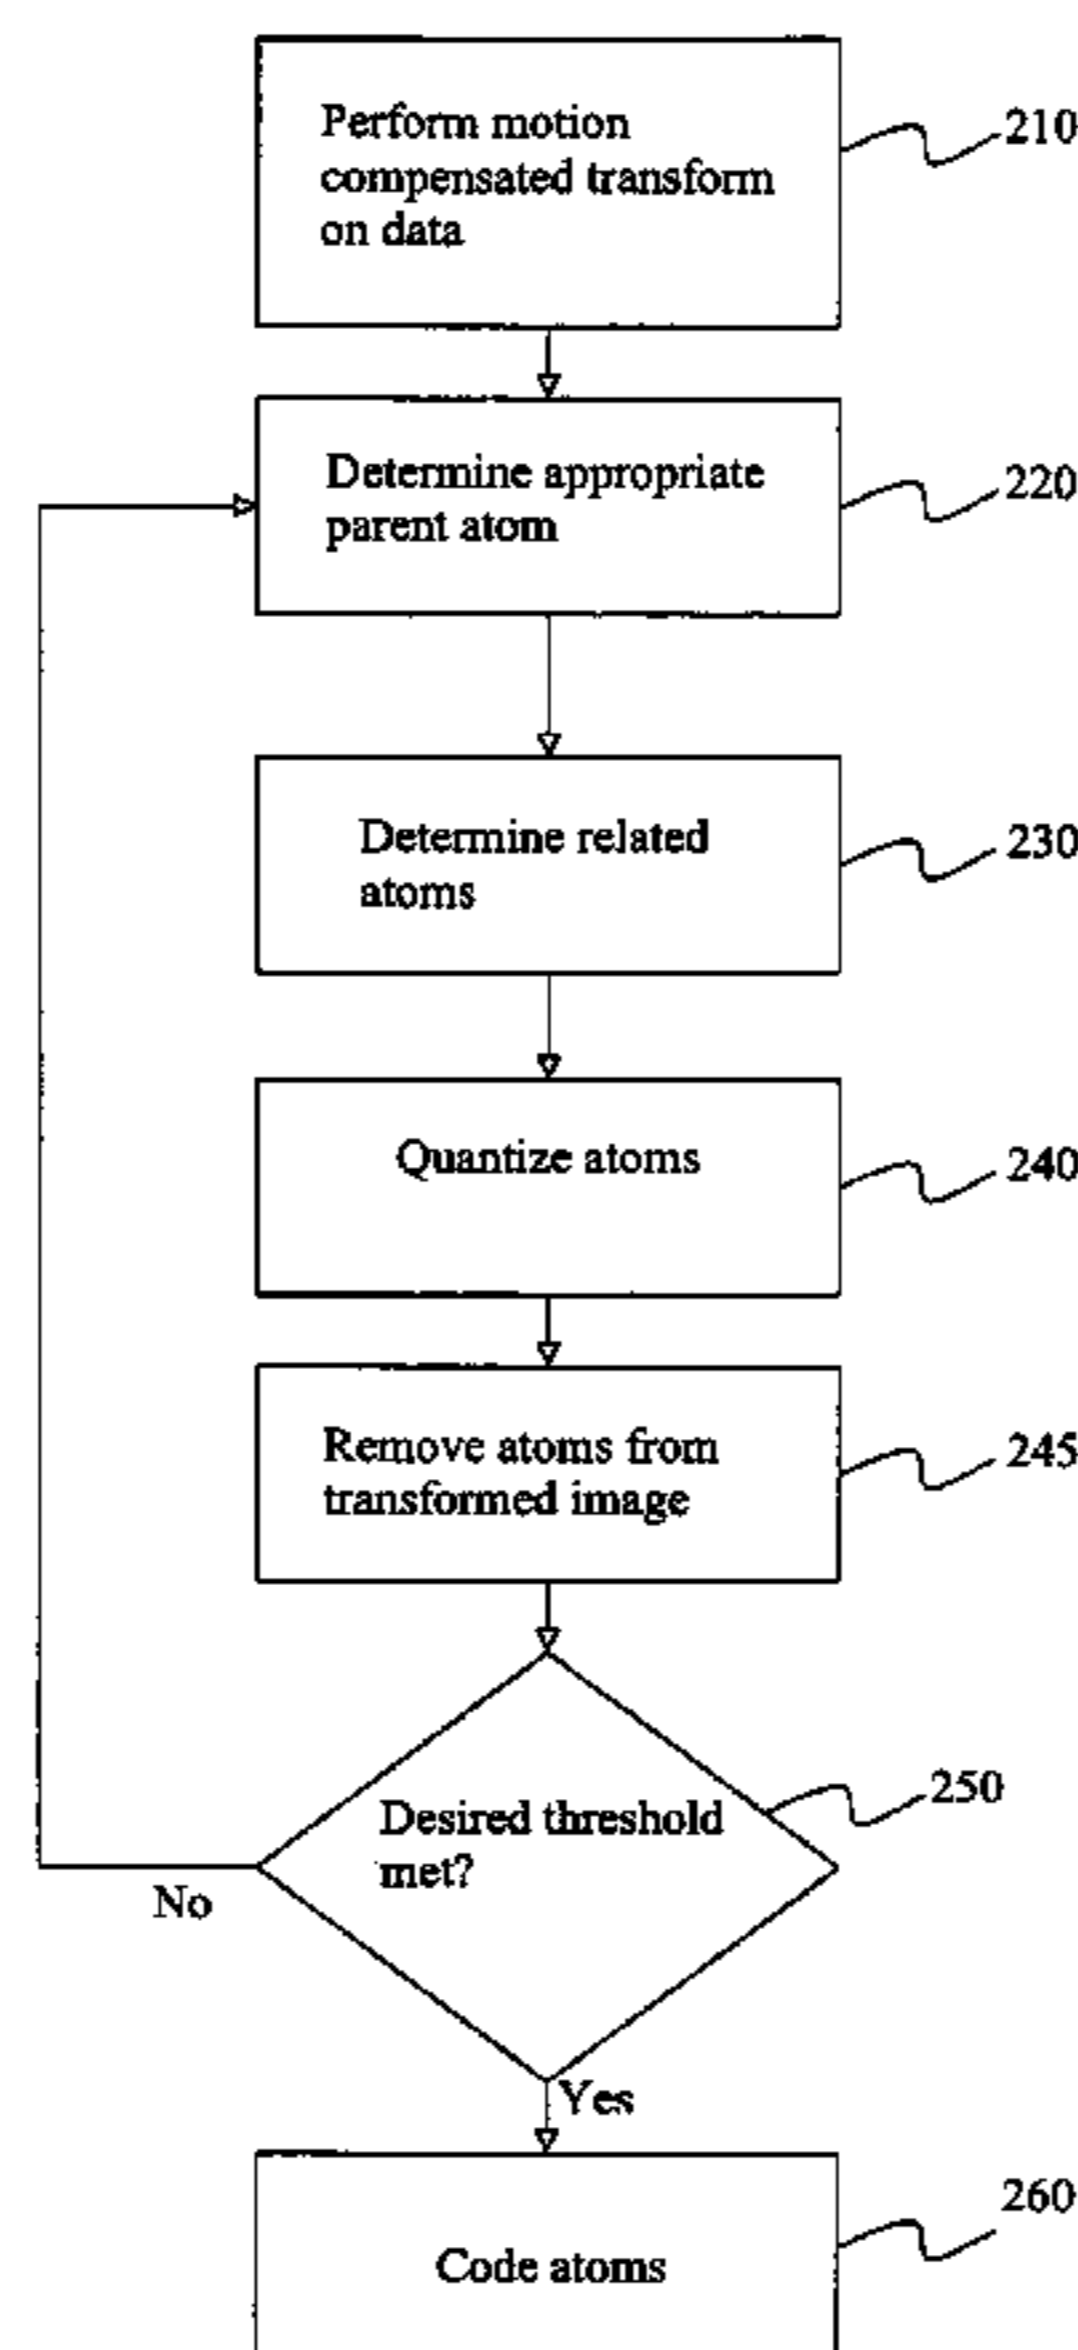 Perform motion
compensated transform
on data
210
Determine appropriate
parent atom
220
Determine related
atoms
230
Quantize atoms
240
Remove atoms from
transformed image
245
Desired threshold
met?
250
No
Yes
Code atoms
260